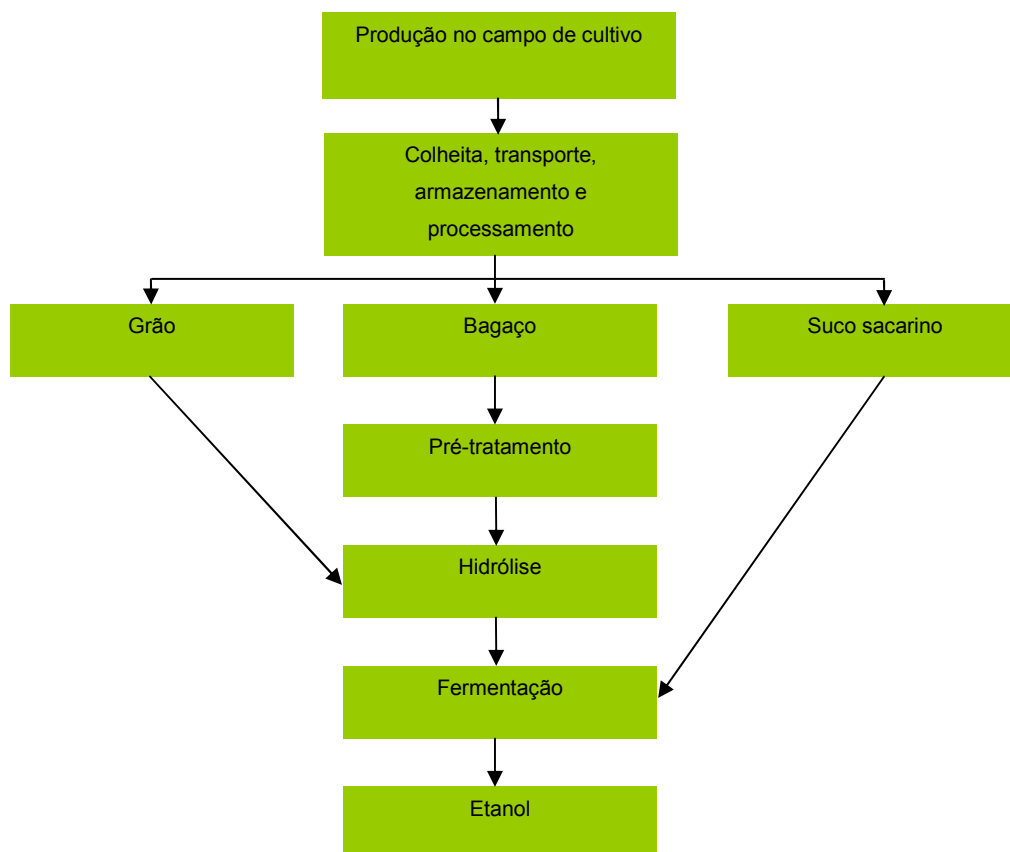 Produção no campo de cultivo
Colheita, transporte,
armazenamento e
processamento
Grão
Bagaço
Suco sacarino
Pré-tratamento
Hidrólise
Fermentação
Etanol